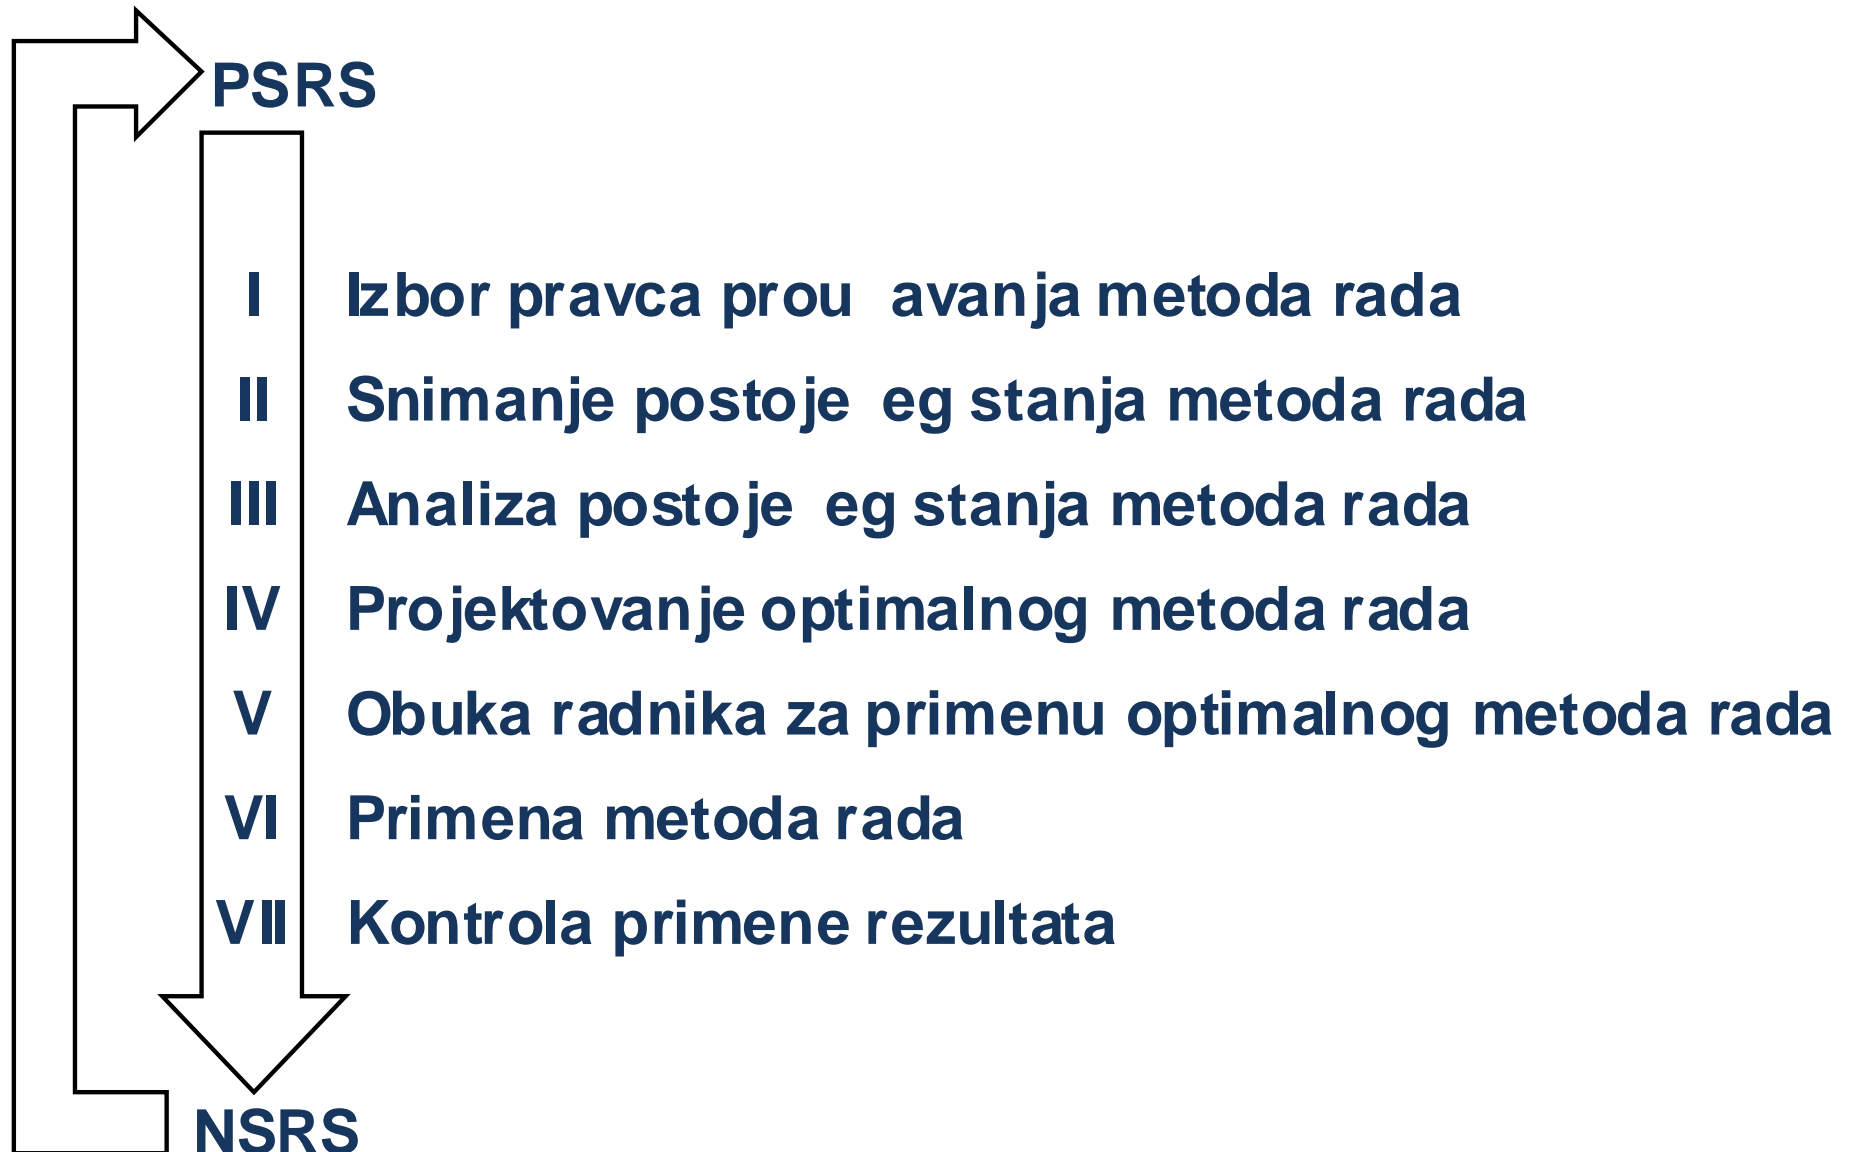 PSRS
I Izbor pravca prou avanja metoda rada
II Snimanje postoje eg stanja metoda rada
III Analiza postoje eg stanja metoda rada
IV Projektovanje optimalnog metoda rada
V Obuka radnika za primenu optimalnog metoda rada
VI Primena metoda rada
VII Kontrola primene rezultata
NSRS